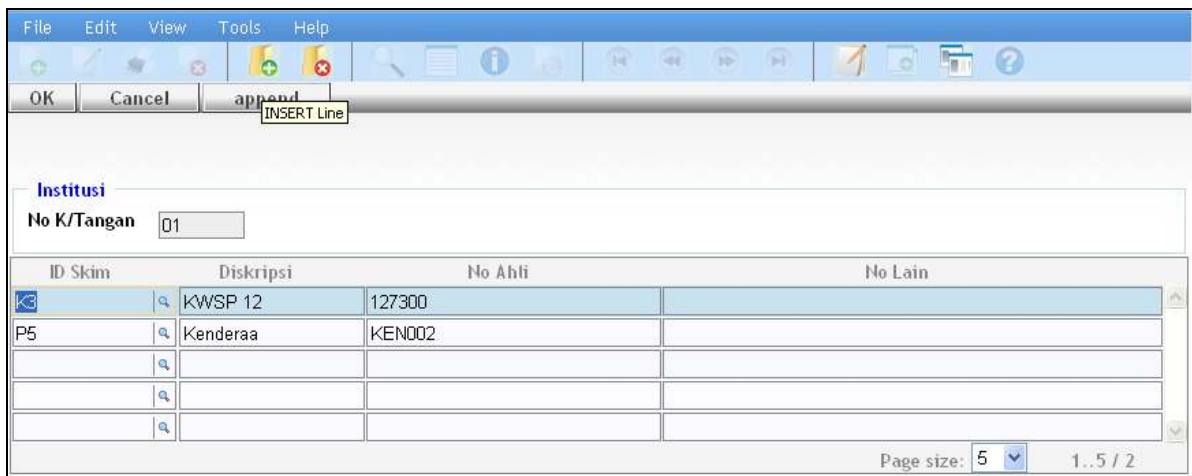 File Edit View Tools Help
OK Cancel append
INSERT Line
Institusi
No K/Tangan 01
ID Skim Diskripsi No Ahli No Lain
K3 KWSP 12 127300
P5 Kenderaa KEN002
Page size: 5 1..5 / 2